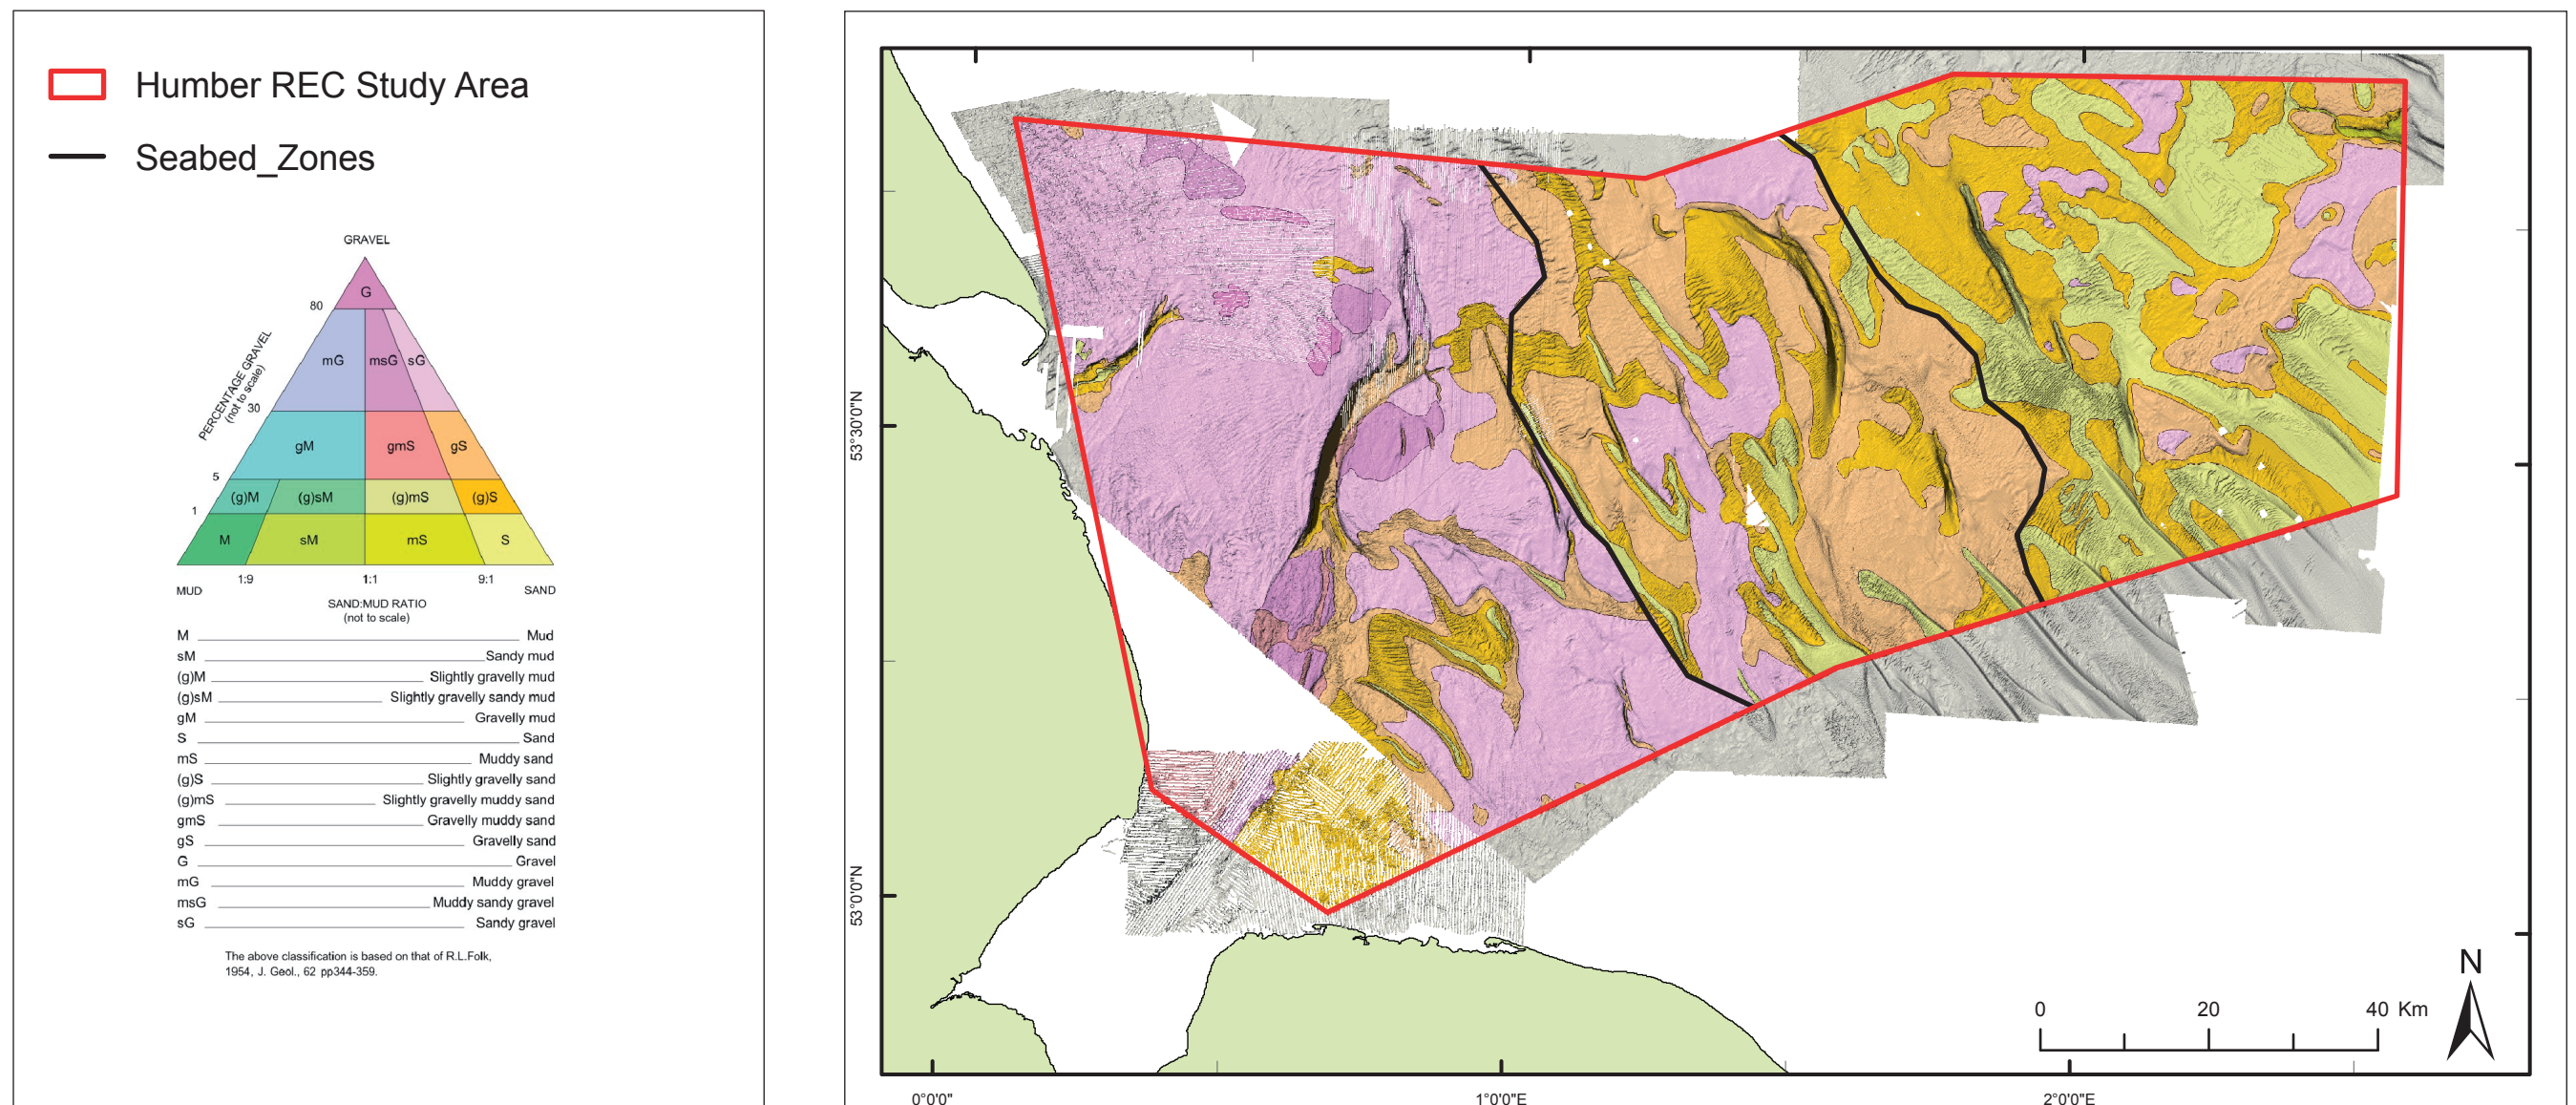 Humber REC Study Area
Seabed_Zones
GRAVEL
G
80
mG
msG
sG
PERCENTAGE GRAVEL
(not to scale)
30
gM
gmS
gS
5
(g)M
(g)sM
(g)mS
(g)S
1
M
sM
mS
S
MUD
1:9
1:1
9:1
SAND
SAND:MUD RATIO
(not to scale)
M Mud
sM Sandy mud
(g)M Slightly gravelly mud
(g)sM Slightly gravelly sandy mud
gM Gravelly mud
S Sand
mS Muddy sand
(g)S Slightly gravelly sand
(g)mS Slightly gravelly muddy sand
gmS Gravelly muddy sand
gS Gravelly sand
G Gravel
mG Muddy gravel
msG Muddy sandy gravel
sG Sandy gravel
The above classification is based on that of R.L.Folk,
1954, J. Geol., 62 pp344-359.
53°30'0"N
53°0'0"N
N
0 20 40 Km
0°0'0" 1°0'0"E 2°0'0"E